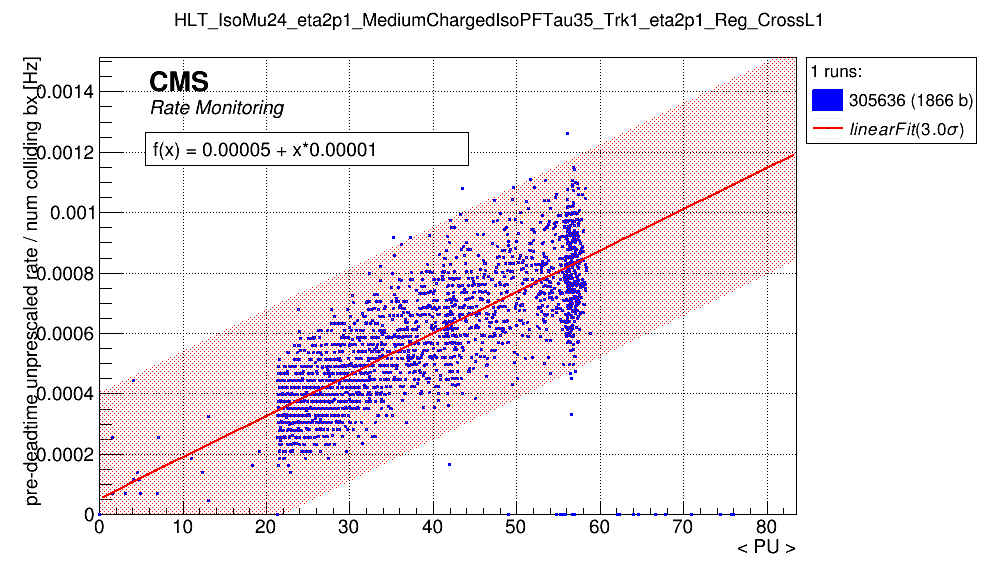 HLT_IsoMu24_eta2p1_MediumChargedIsoPFTau35_Trk1_eta2p1_Reg_CrossL1
pre-deadtime unprescaled rate / num colliding bx [Hz]
CMS
Rate Monitoring
f(x) = 0.00005 + x*0.00001
1 runs:
305636 (1866 b)
linearFit(3.0σ)
0.0014
0.0012
0.001
0.0008
0.0006
0.0004
0.0002
0
0 10 20 30 40 50 60 70 80
< PU >